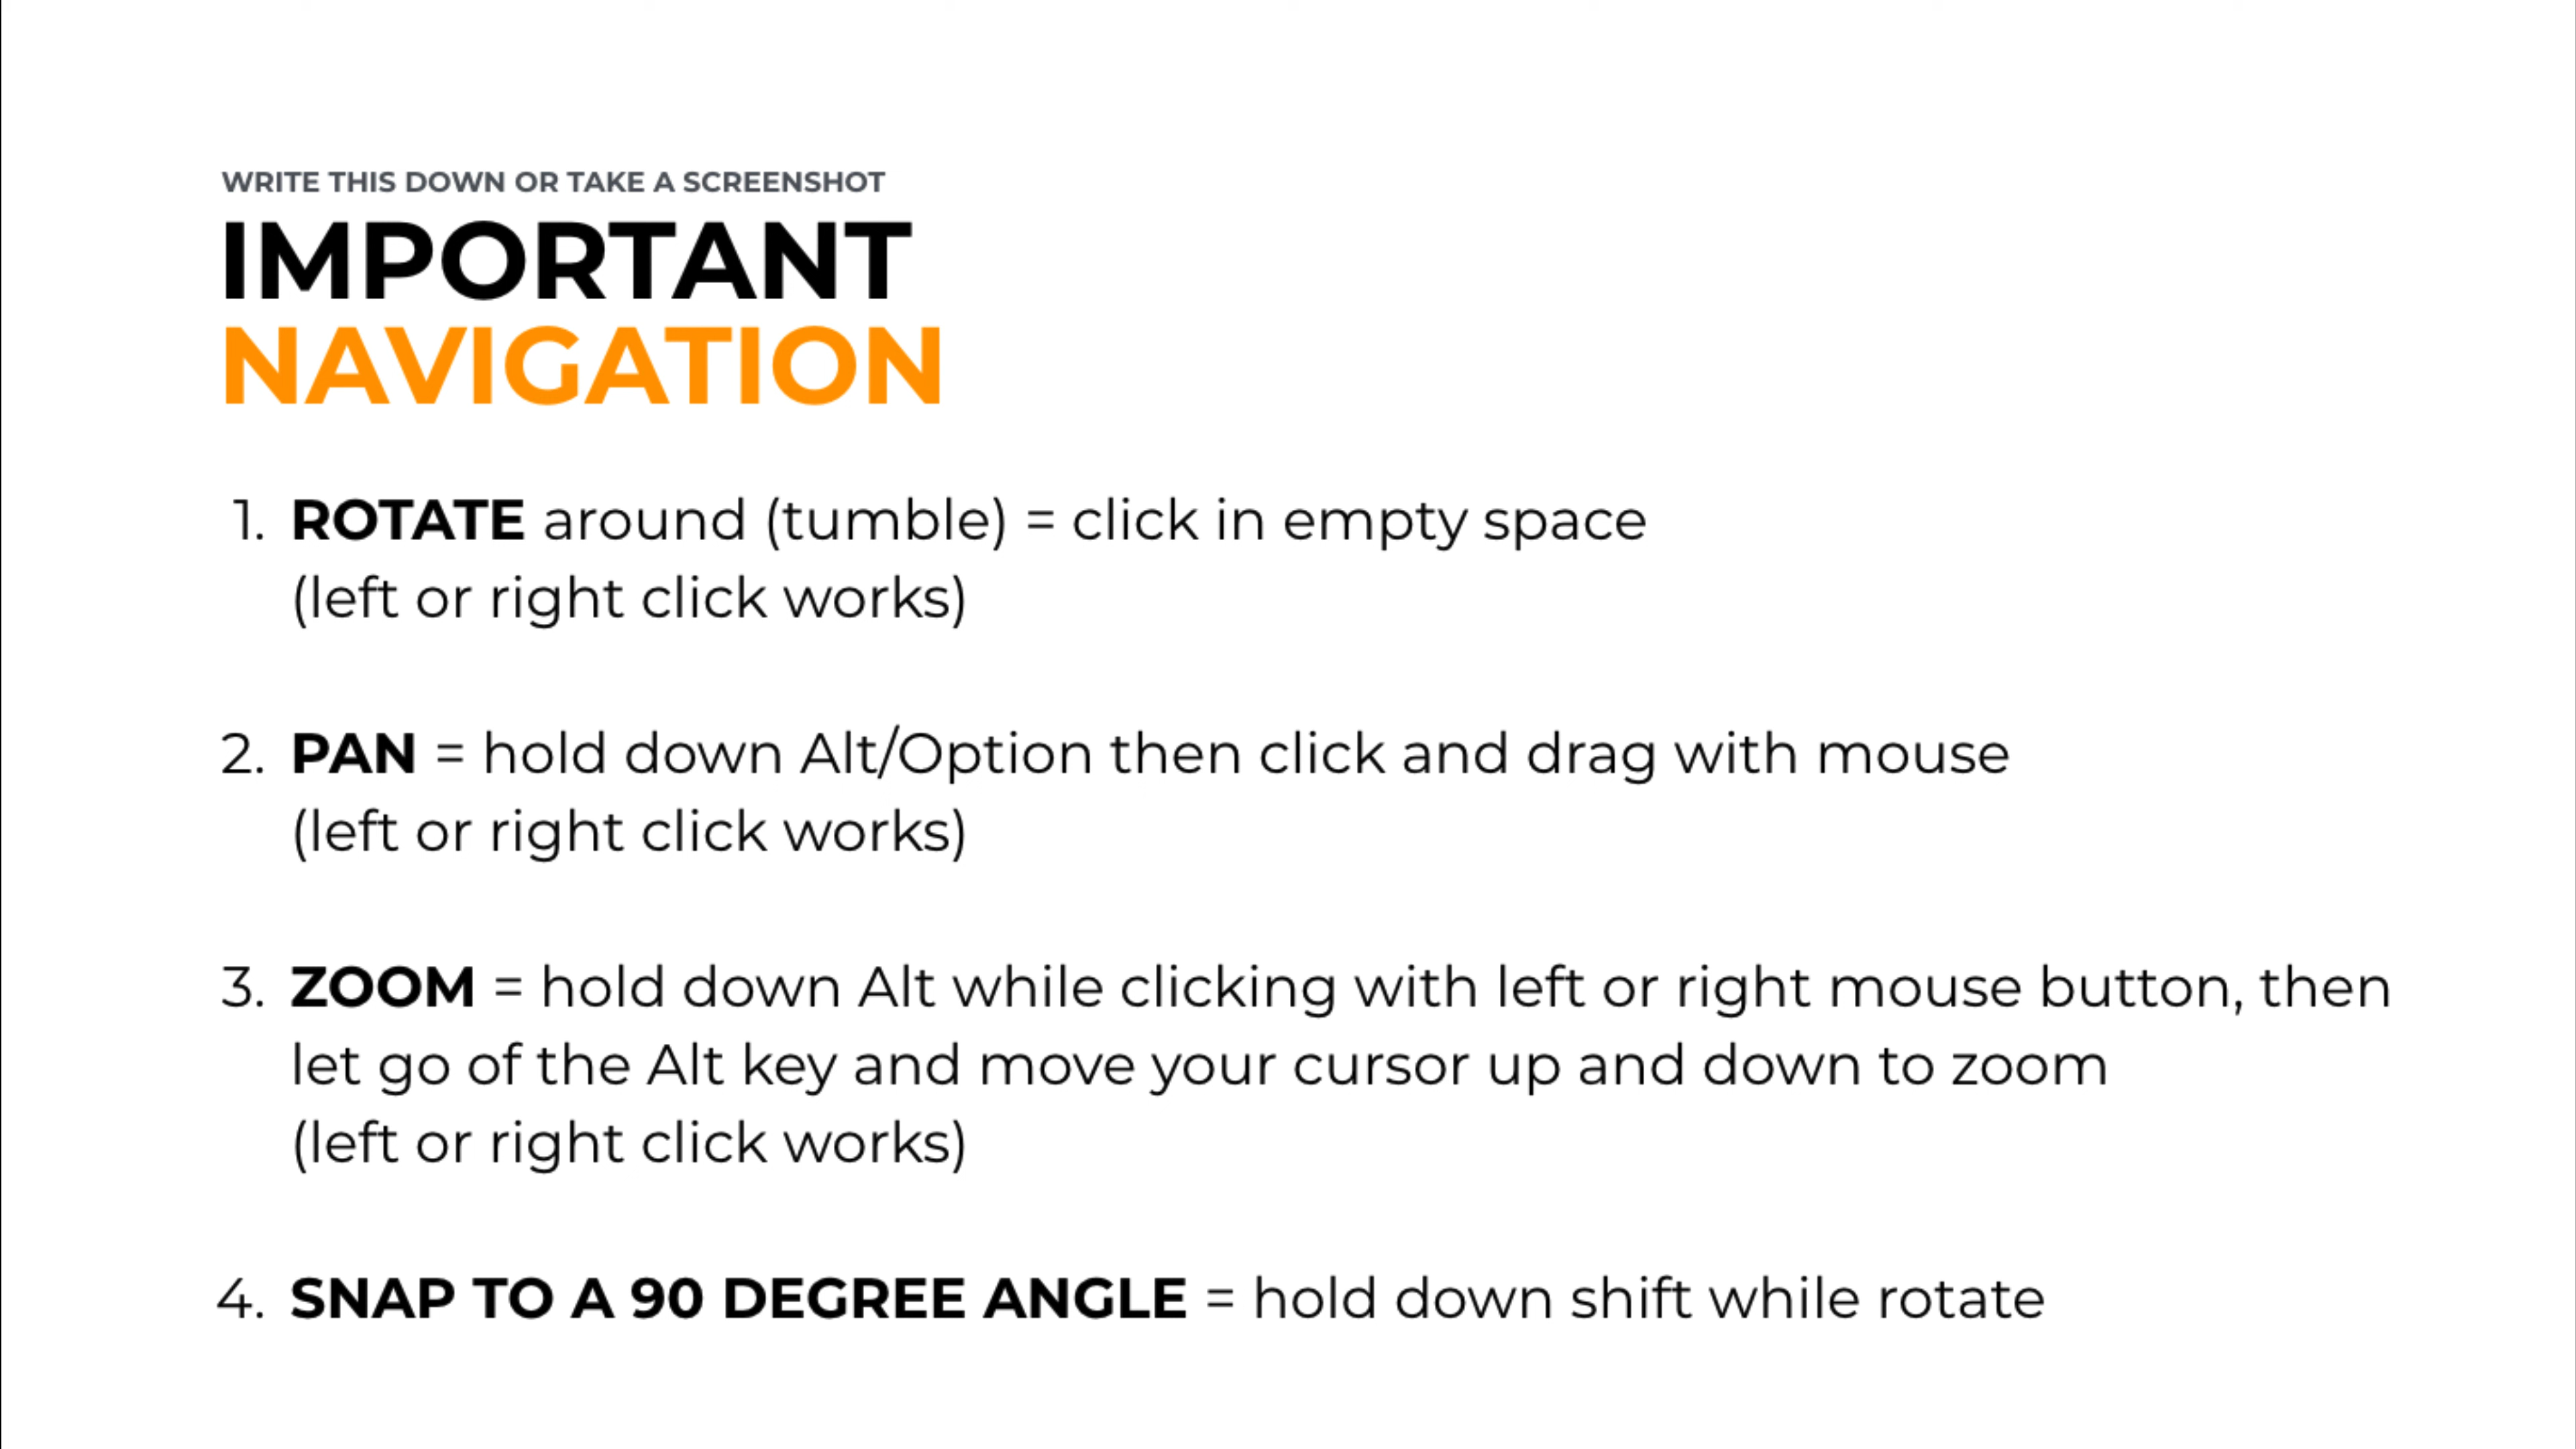 WRITE THIS DOWN OR TAKE A SCREENSHOT
IMPORTANT
NAVIGATION
1. ROTATE around (tumble) = click in empty space
(left or right click works)
2. PAN = hold down Alt/Option then click and drag with mouse
(left or right click works)
3. ZOOM = hold down Alt while clicking with left or right mouse button, then
let go of the Alt key and move your cursor up and down to zoom
(left or right click works)
4. SNAP TO A 90 DEGREE ANGLE = hold down shift while rotate